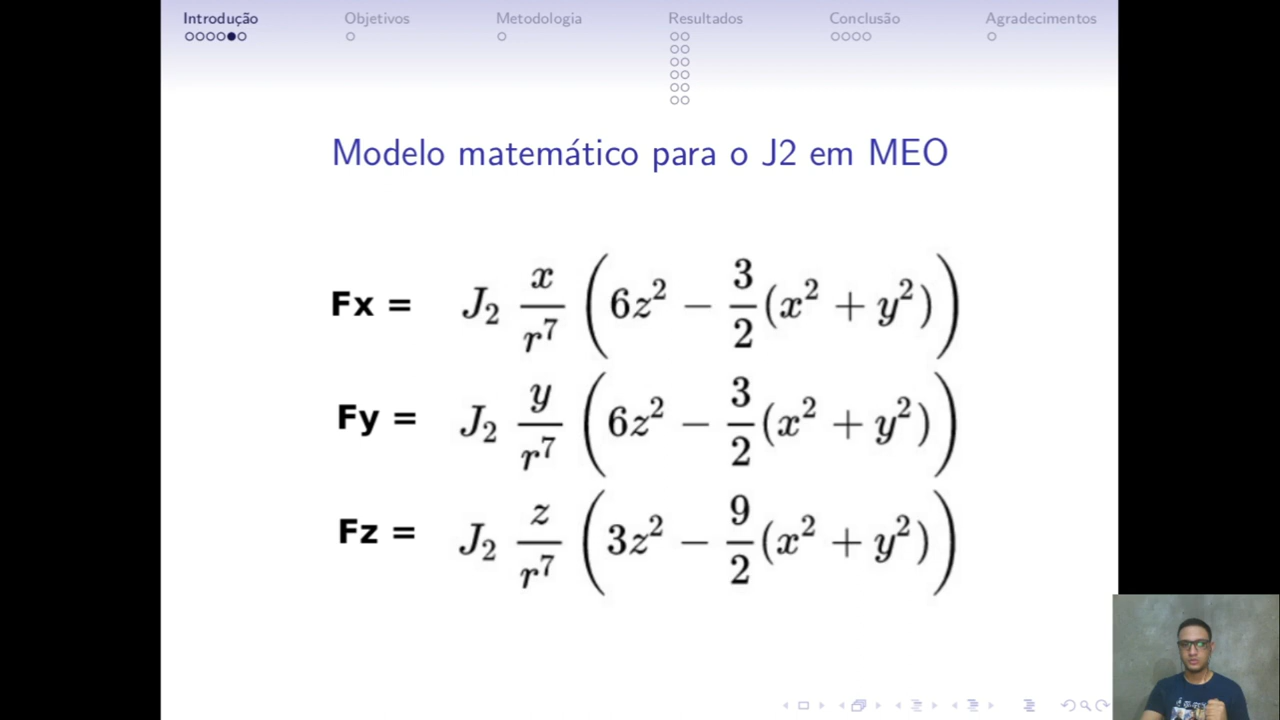 Introdução Objetivos Metodologia Resultados Conclusão Agradecimentos
Modelo matemático para o J2 em MEO
Fx = J₂ x/r⁷ (6z² − 3/2(x² + y²))
Fy = J₂ y/r⁷ (6z² − 3/2(x² + y²))
Fz = J₂ z/r⁷ (3z² − 9/2(x² + y²))